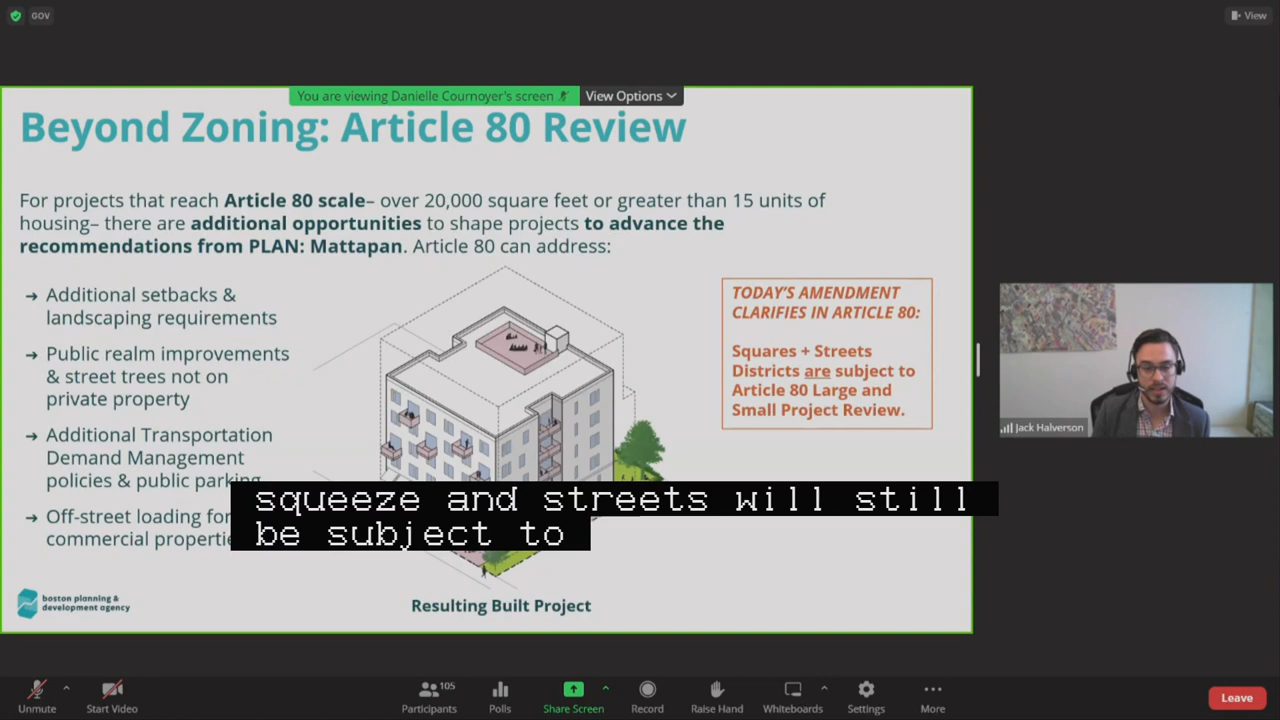 GOV
View
You are viewing Danielle Cournoyer's screen
View Options
Beyond Zoning: Article 80 Review
For projects that reach Article 80 scale– over 20,000 square feet or greater than 15 units of
housing– there are additional opportunities to shape projects to advance the
recommendations from PLAN: Mattapan. Article 80 can address:
→ Additional setbacks &
landscaping requirements
→ Public realm improvements
& street trees not on
private property
→ Additional Transportation
Demand Management
policies & public parking
→ Off-street loading for
commercial properti
TODAY'S AMENDMENT
CLARIFIES IN ARTICLE 80:
Squares + Streets
Districts are subject to
Article 80 Large and
Small Project Review.
Jack Halverson
squeeze and streets will still
be subject to
boston planning &
development agency
Resulting Built Project
Unmute
Start Video
105
Participants
Polls
Share Screen
Record
Raise Hand
Whiteboards
Settings
More
Leave